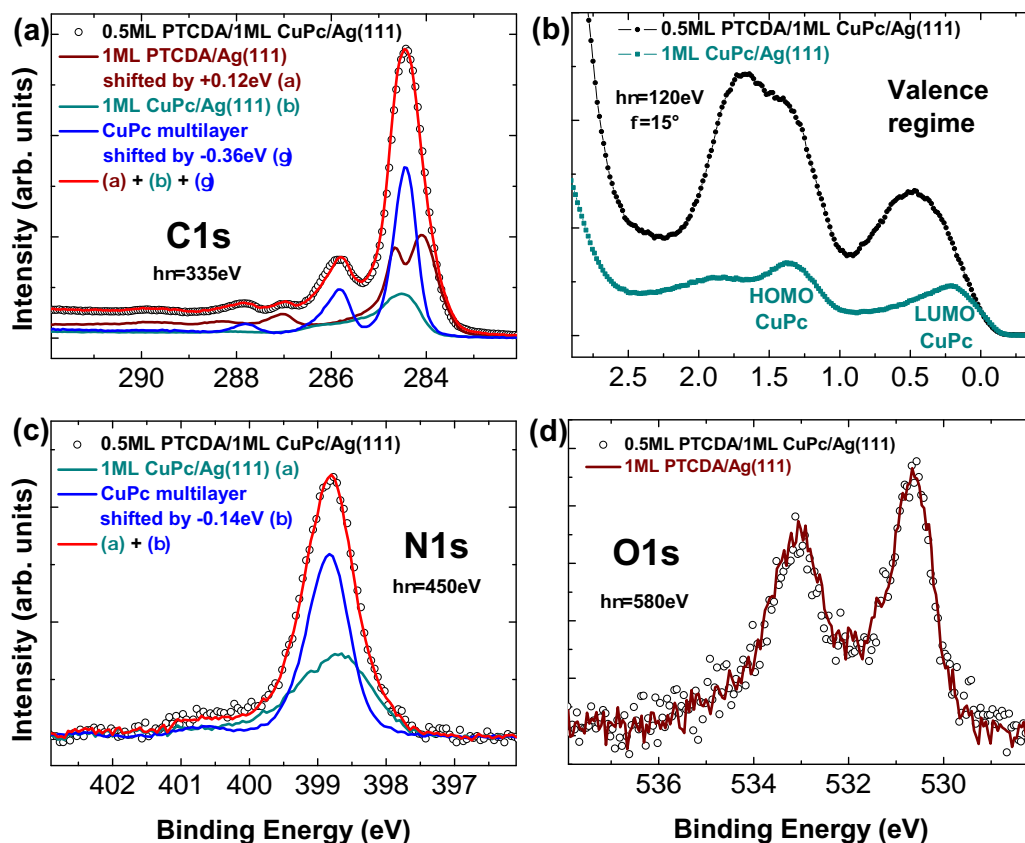 (a)
0.5ML PTCDA/1ML CuPc/Ag(111)
1ML PTCDA/Ag(111)
shifted by +0.12eV (a)
1ML CuPc/Ag(111) (b)
CuPc multilayer
shifted by -0.36eV (g)
(a) + (b) + (g)
C1s
hn=335eV
Intensity (arb. units)
290 288 286 284
(b)
0.5ML PTCDA/1ML CuPc/Ag(111)
1ML CuPc/Ag(111)
hn=120eV
f=15°
Valence
regime
HOMO
CuPc
LUMO
CuPc
2.5 2.0 1.5 1.0 0.5 0.0
(c)
0.5ML PTCDA/1ML CuPc/Ag(111)
1ML CuPc/Ag(111) (a)
CuPc multilayer
shifted by -0.14eV (b)
(a) + (b)
N1s
hn=450eV
Intensity (arb. units)
402 401 400 399 398 397
Binding Energy (eV)
(d)
0.5ML PTCDA/1ML CuPc/Ag(111)
1ML PTCDA/Ag(111)
O1s
hn=580eV
536 534 532 530
Binding Energy (eV)